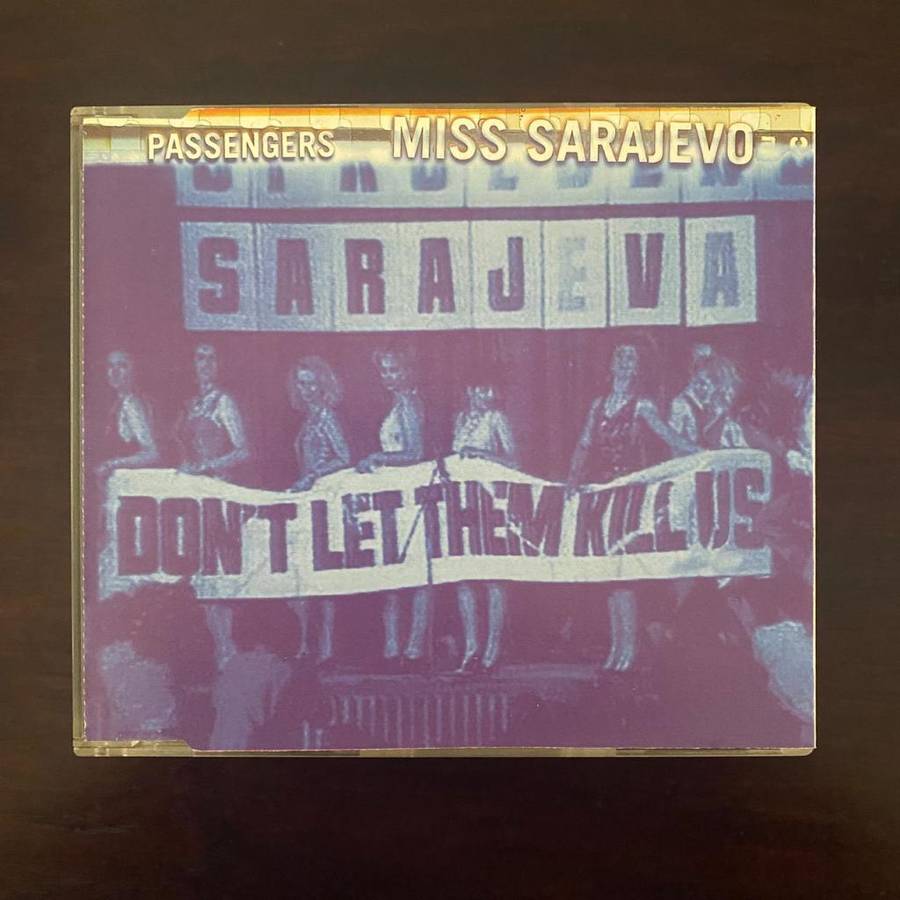 PASSENGERS MISS SARAJEVO
SARAJEVA
DON'T LET THEM KILL US